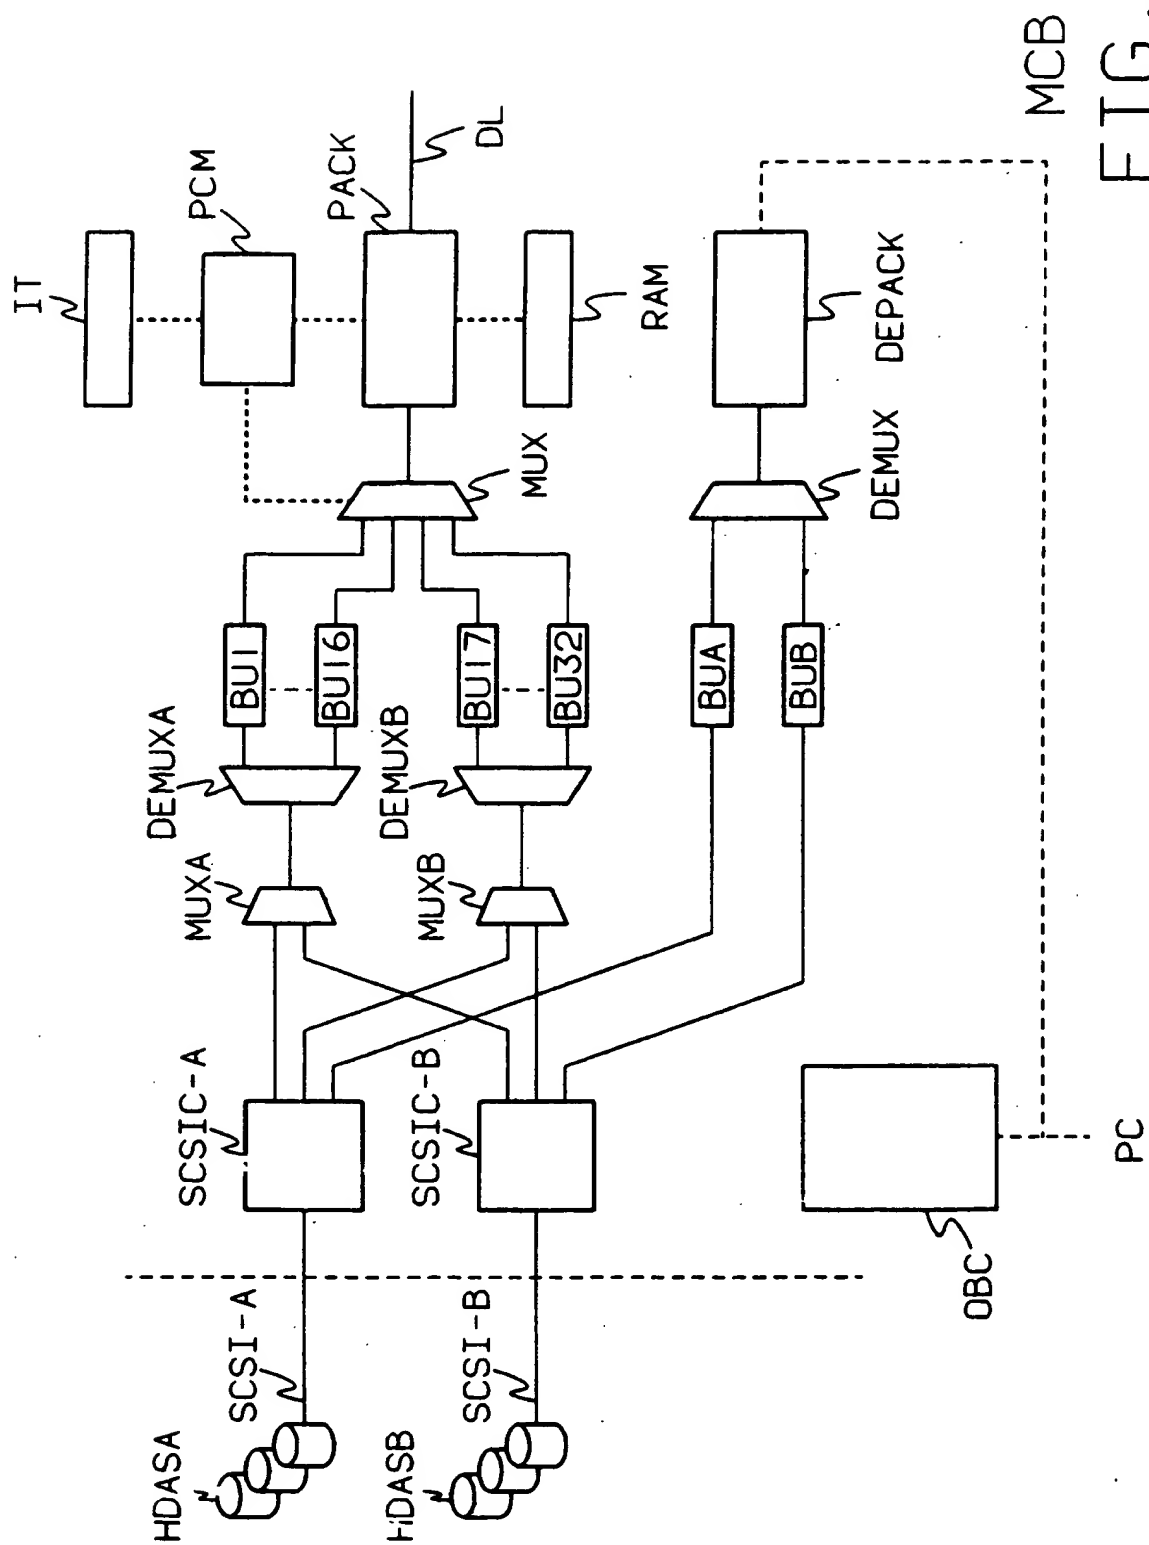 IT
PCM
PACK
DL
RAM
MUX
DEPACK
DEMUX
BU1
BU16
BU17
BU32
BUA
BUB
DEMUXA
DEMUXB
MUXA
MUXB
SCSIC-A
SCSIC-B
OBC
PC
SCSI-A
SCSI-B
HDASA
HDASB
MCB
FIG.